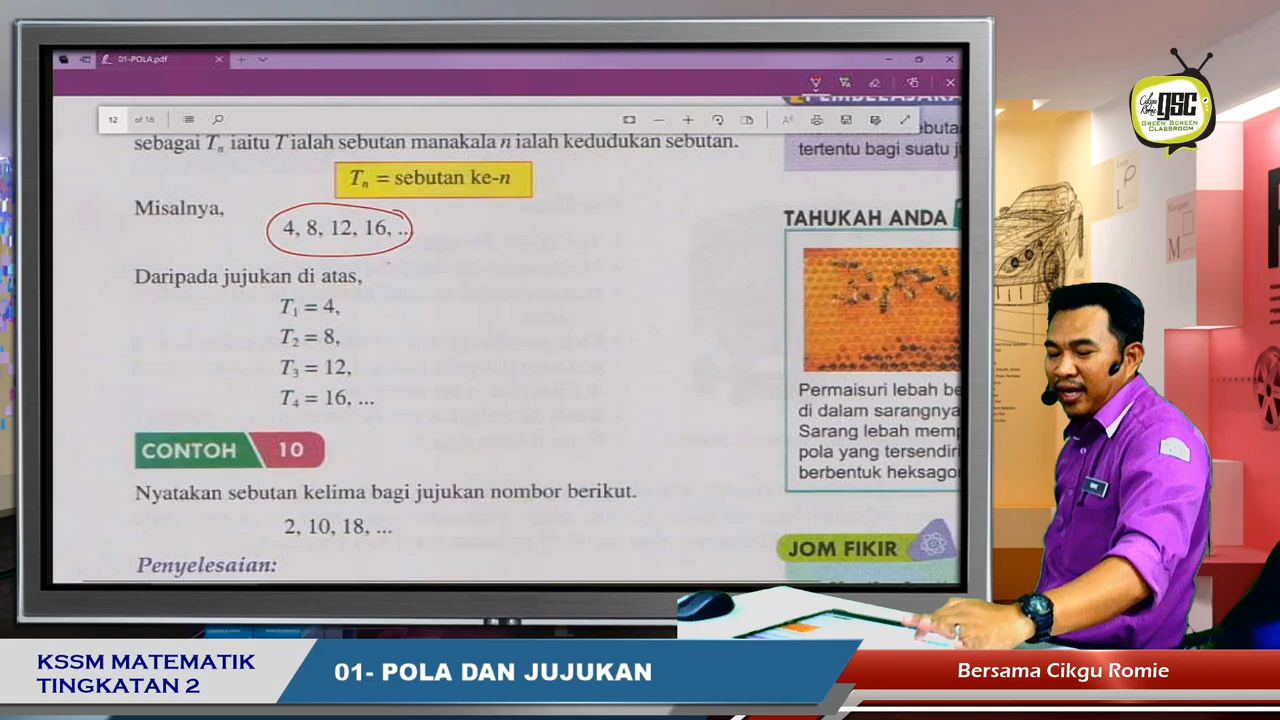 01-POLA.pdf
12 of 16
sebagai Tₙ iaitu T ialah sebutan manakala n ialah kedudukan sebutan.
Tₙ = sebutan ke-n
Misalnya,
4, 8, 12, 16, ...
Daripada jujukan di atas,
T₁ = 4,
T₂ = 8,
T₃ = 12,
T₄ = 16, ...
CONTOH 10
Nyatakan sebutan kelima bagi jujukan nombor berikut.
2, 10, 18, ...
Penyelesaian:
tertentu bagi suatu j
TAHUKAH ANDA
Permaisuri lebah be
di dalam sarangnya
Sarang lebah memp
pola yang tersendiri
berbentuk heksago
JOM FIKIR
Cikgu Romie gsc
GREEN SCREEN
CLASSROOM
KSSM MATEMATIK
TINGKATAN 2
01- POLA DAN JUJUKAN
Bersama Cikgu Romie